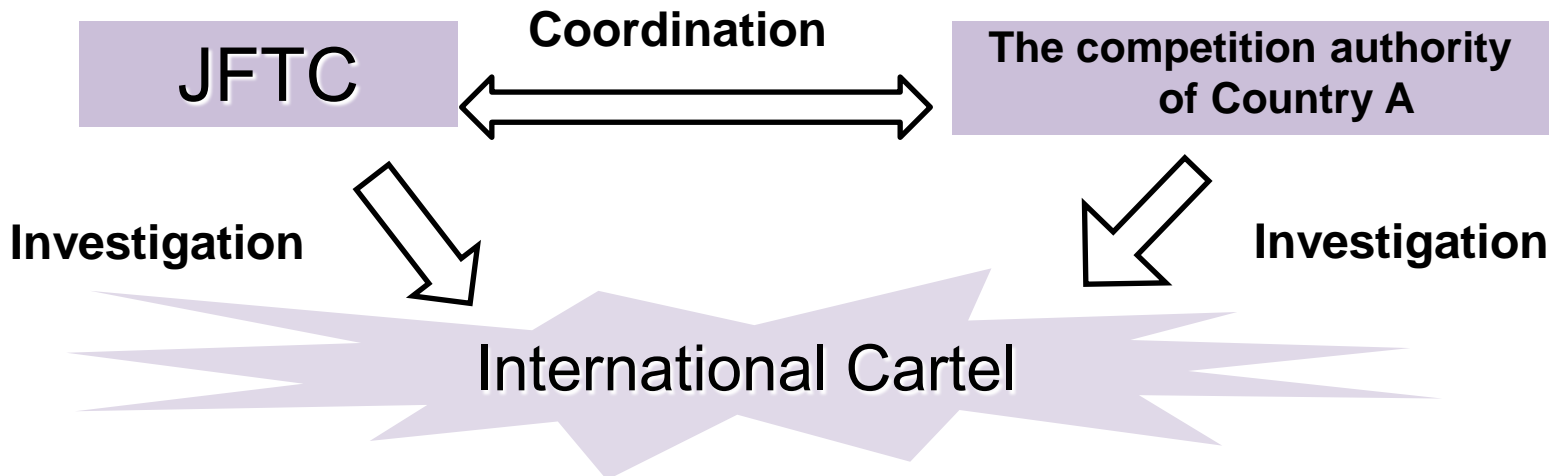 Coordination
JFTC
The competition authority
of Country A
Investigation
Investigation
International Cartel